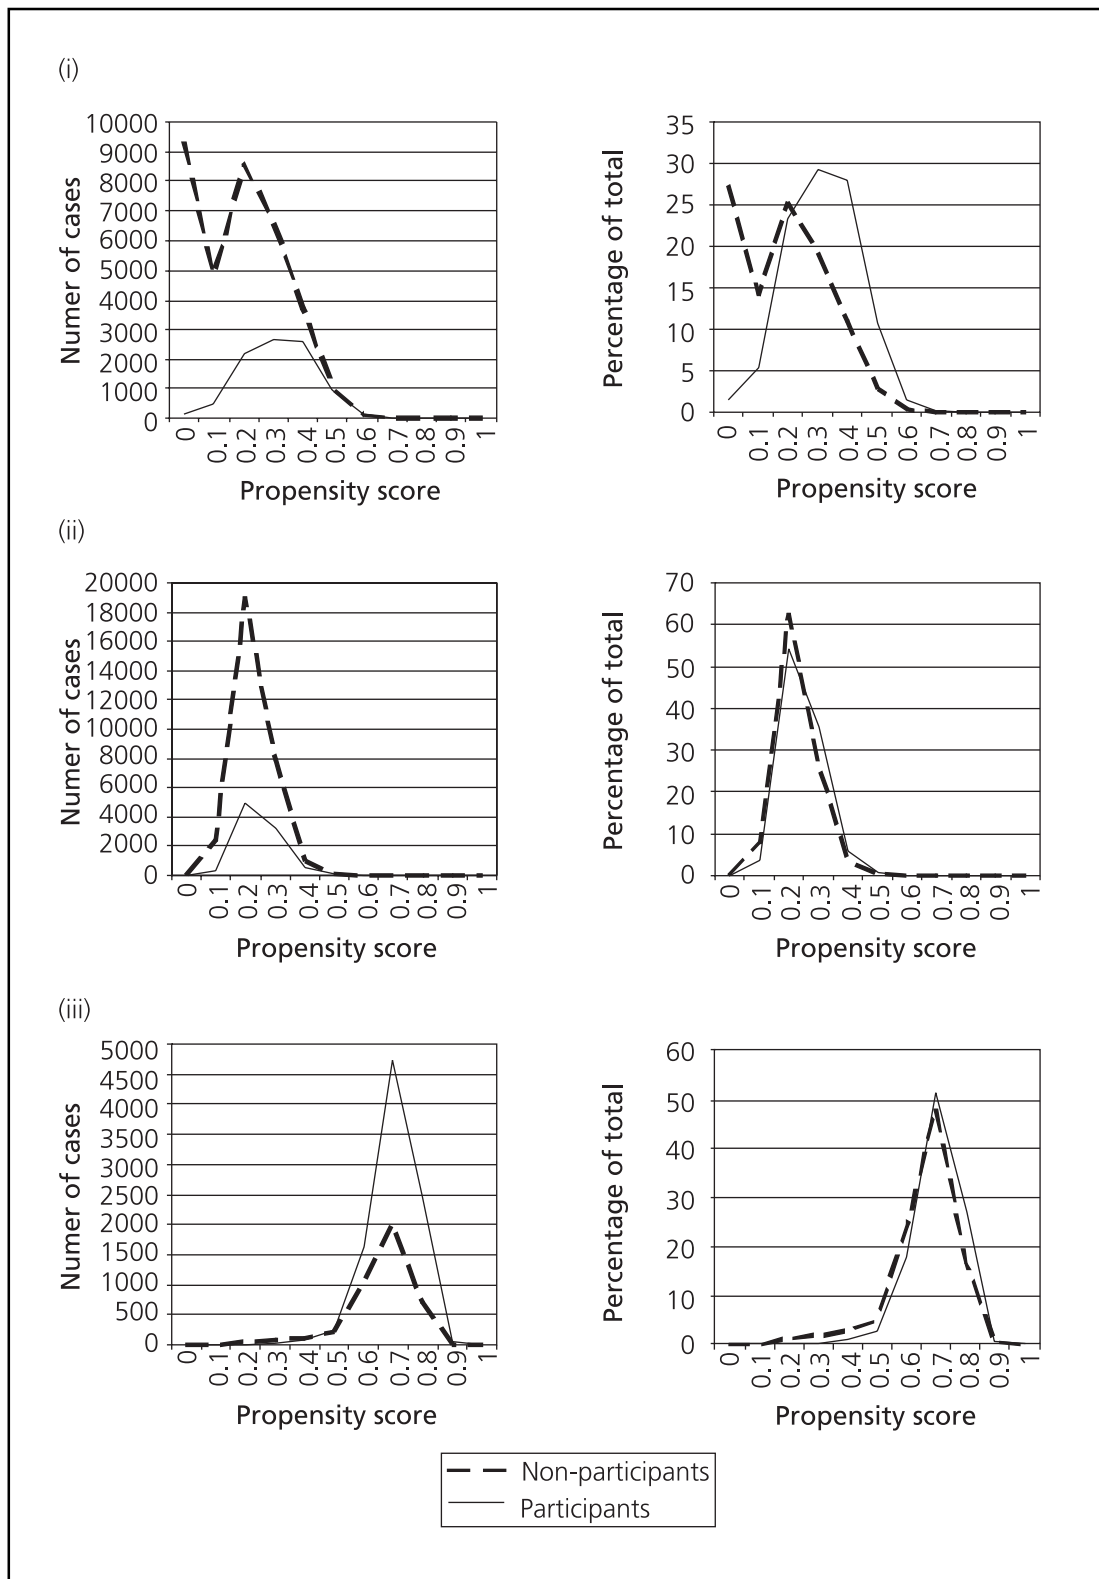 (i)
Numer of cases
10000
9000
8000
7000
6000
5000
4000
3000
2000
1000
0
0 0.1 0.2 0.3 0.4 0.5 0.6 0.7 0.8 0.9 1
Propensity score
Percentage of total
35
30
25
20
15
10
5
0
0 0.1 0.2 0.3 0.4 0.5 0.6 0.7 0.8 0.9 1
Propensity score
(ii)
Numer of cases
20000
18000
16000
14000
12000
10000
8000
6000
4000
2000
0
0 0.1 0.2 0.3 0.4 0.5 0.6 0.7 0.8 0.9 1
Propensity score
Percentage of total
70
60
50
40
30
20
10
0
0 0.1 0.2 0.3 0.4 0.5 0.6 0.7 0.8 0.9 1
Propensity score
(iii)
Numer of cases
5000
4500
4000
3500
3000
2500
2000
1500
1000
500
0
0 0.1 0.2 0.3 0.4 0.5 0.6 0.7 0.8 0.9 1
Propensity score
Percentage of total
60
50
40
30
20
10
0
0 0.1 0.2 0.3 0.4 0.5 0.6 0.7 0.8 0.9 1
Propensity score
Non-participants
Participants